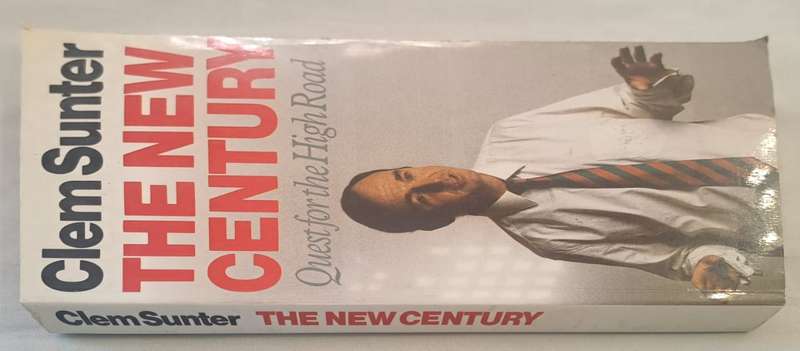 Clem Sunter
THE NEW
CENTURY
Quest for the High Road
Clem Sunter THE NEW CENTURY